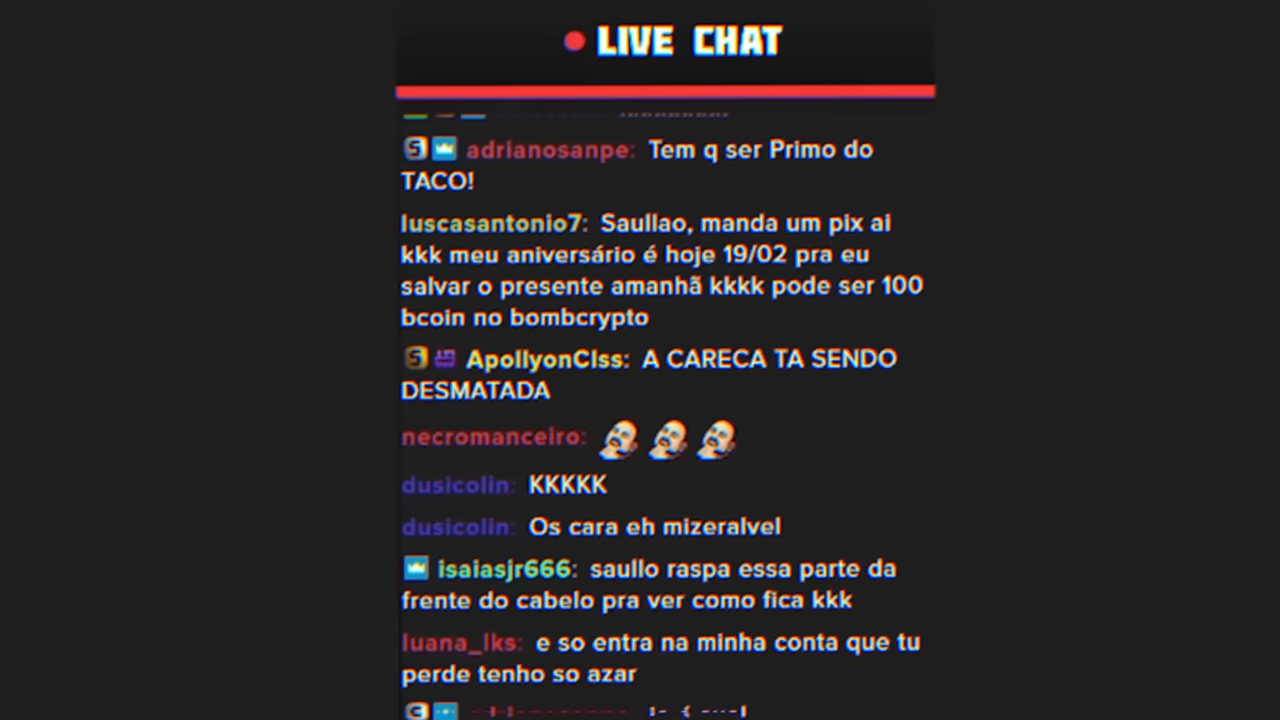 LIVE CHAT
adrianosanpe: Tem q ser Primo do
TACO!
luscasantonio7: Saullao, manda um pix ai
kkk meu aniversário é hoje 19/02 pra eu
salvar o presente amanhã kkkk pode ser 100
bcoin no bombcrypto
ApollyonClss: A CARECA TA SENDO
DESMATADA
necromanceiro:
dusicolin: KKKKK
dusicolin: Os cara eh mizeralvel
isaiasjr666: saullo raspa essa parte da
frente do cabelo pra ver como fica kkk
luana_lks: e so entra na minha conta que tu
perde tenho so azar